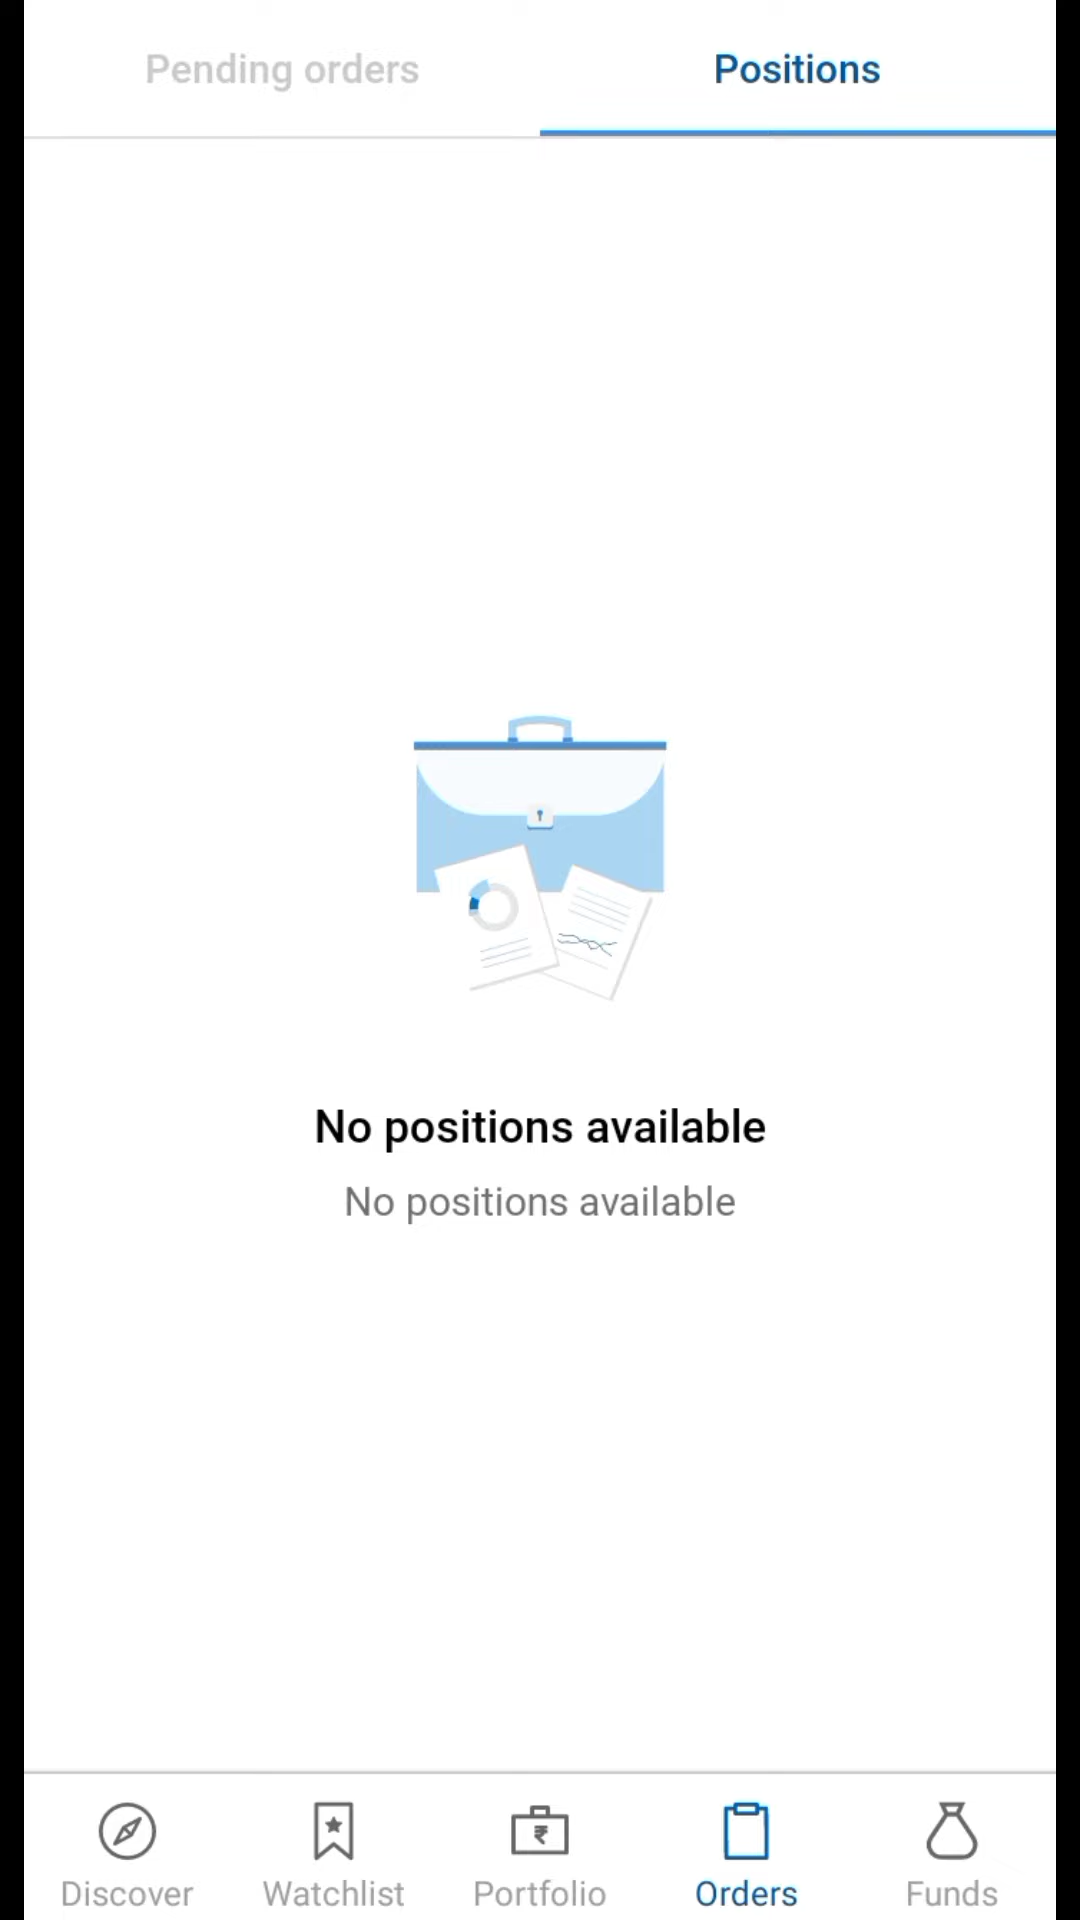 Pending orders
Positions
No positions available
No positions available
Discover
Watchlist
Portfolio
Orders
Funds